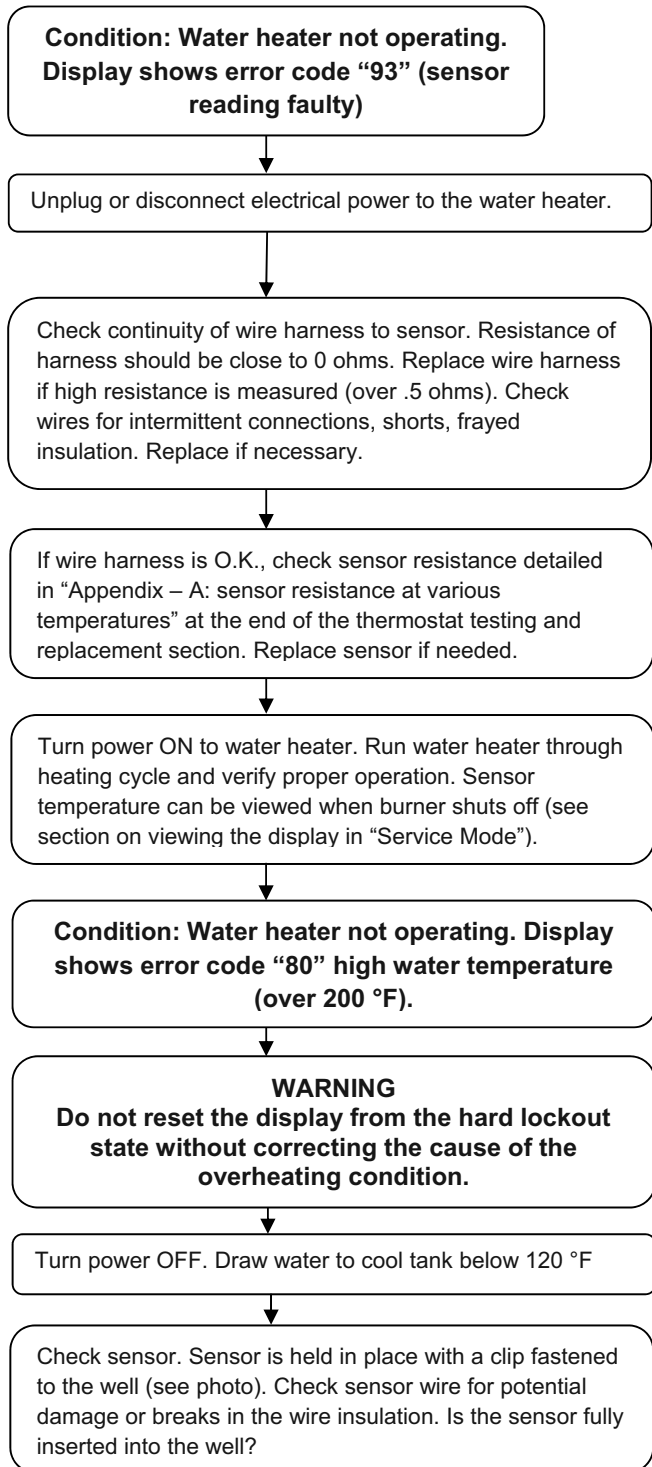 Condition: Water heater not operating.
Display shows error code “93” (sensor
reading faulty)
Unplug or disconnect electrical power to the water heater.
Check continuity of wire harness to sensor. Resistance of
harness should be close to 0 ohms. Replace wire harness
if high resistance is measured (over .5 ohms). Check
wires for intermittent connections, shorts, frayed
insulation. Replace if necessary.
If wire harness is O.K., check sensor resistance detailed
in “Appendix – A: sensor resistance at various
temperatures” at the end of the thermostat testing and
replacement section. Replace sensor if needed.
Turn power ON to water heater. Run water heater through
heating cycle and verify proper operation. Sensor
temperature can be viewed when burner shuts off (see
section on viewing the display in “Service Mode”).
Condition: Water heater not operating. Display
shows error code “80” high water temperature
(over 200 °F).
WARNING
Do not reset the display from the hard lockout
state without correcting the cause of the
overheating condition.
Turn power OFF. Draw water to cool tank below 120 °F
Check sensor. Sensor is held in place with a clip fastened
to the well (see photo). Check sensor wire for potential
damage or breaks in the wire insulation. Is the sensor fully
inserted into the well?